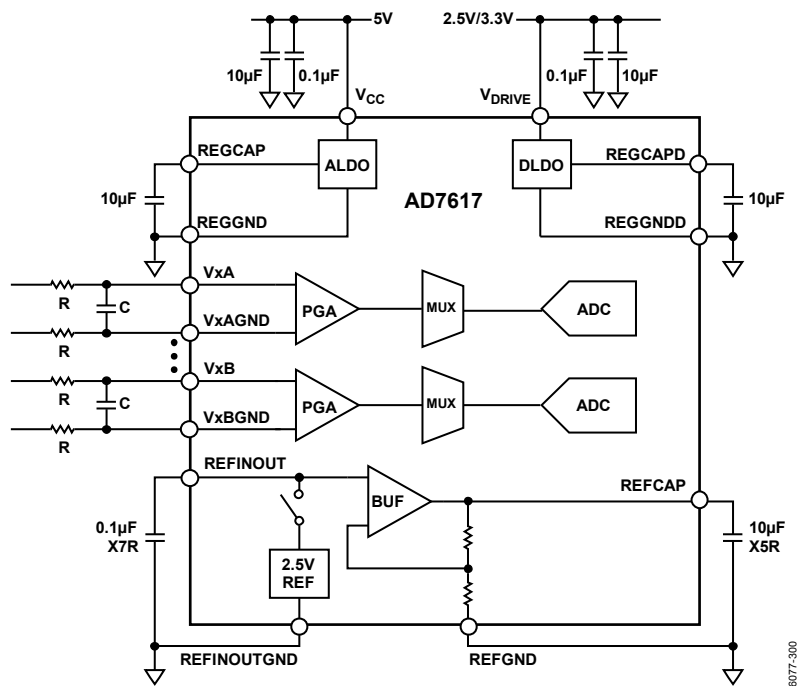 5V
2.5V/3.3V
10µF
0.1µF
0.1µF
10µF
VCC
VDRIVE
REGCAP
ALDO
DLDO
REGCAPD
AD7617
10µF
10µF
REGGND
REGGNDD
VxA
R
C
PGA
MUX
ADC
VxAGND
R
VxB
R
C
PGA
MUX
ADC
VxBGND
R
REFINOUT
REFCAP
BUF
0.1µF
X7R
10µF
X5R
2.5V
REF
REFINOUTGND
REFGND
6077-300